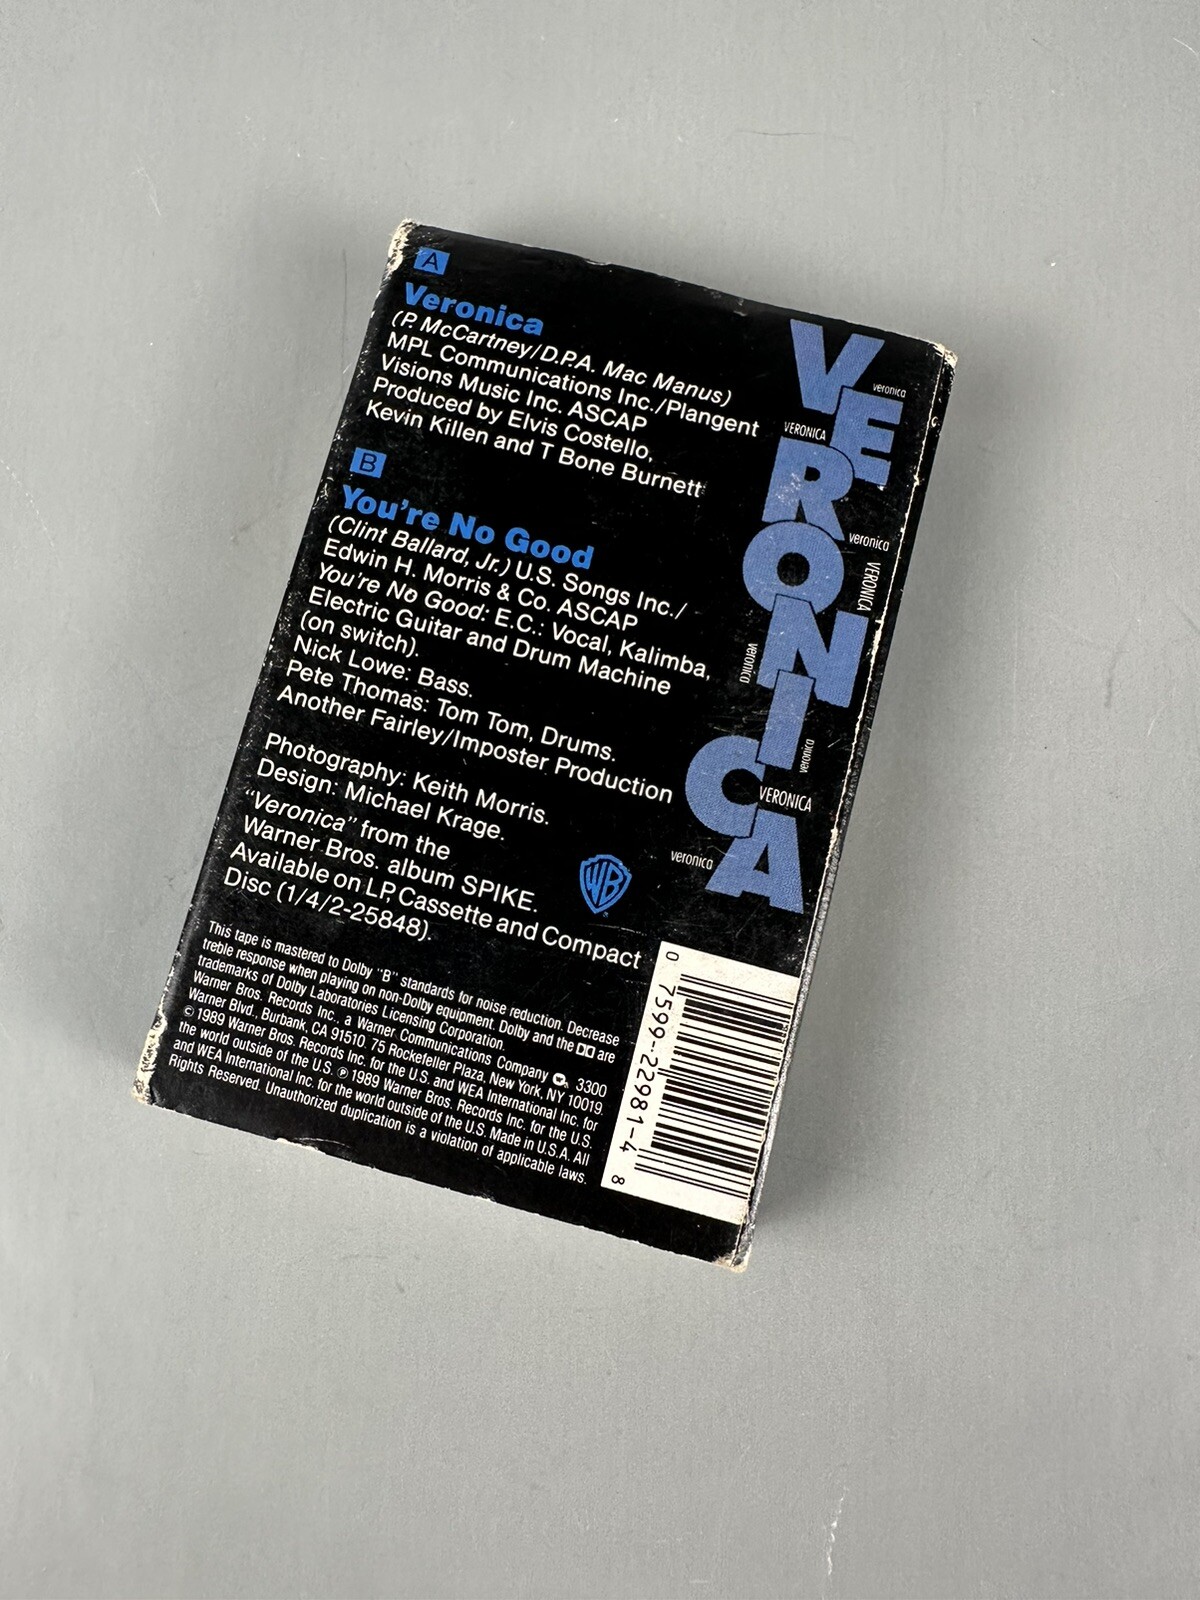 A
Veronica
(P. McCartney/D.P.A. Mac Manus)
MPL Communications Inc./Plangent
Visions Music Inc. ASCAP
Produced by Elvis Costello,
Kevin Killen and T Bone Burnett
B
You're No Good
(Clint Ballard, Jr.) U.S. Songs Inc./
Edwin H. Morris & Co. ASCAP
You're No Good: E.C.: Vocal, Kalimba,
Electric Guitar and Drum Machine
(on switch).
Nick Lowe: Bass.
Pete Thomas: Tom Tom, Drums.
Another Fairley/Imposter Production
Photography: Keith Morris.
Design: Michael Krage.
"Veronica" from the
Warner Bros. album SPIKE.
Available on LP, Cassette and Compact
Disc (1/4/2-25848).
WB
This tape is mastered to Dolby "B" standards for noise reduction. Decrease
treble response when playing on non-Dolby equipment. Dolby and the are
trademarks of Dolby Laboratories Licensing Corporation.
Warner Bros. Records Inc., a Warner Communications Company 3300
Warner Blvd., Burbank, CA 91510. 75 Rockefeller Plaza, New York, NY 10019.
© 1989 Warner Bros. Records Inc. for the U.S. and WEA International Inc. for
the world outside of the U.S. ℗ 1989 Warner Bros. Records Inc. for the U.S.
and WEA International Inc. for the world outside of the U.S. Made in U.S.A. All
Rights Reserved. Unauthorized duplication is a violation of applicable laws.
VERONICA
veronica
VERONICA
veronica
VERONICA
veronica
veronica
VERONICA
veronica
0 7599-22981-4 8